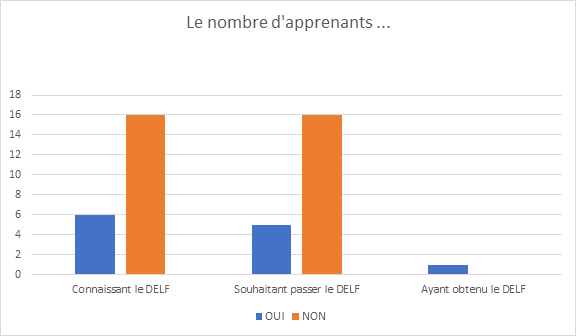 Le nombre d'apprenants ...
18
16
14
12
10
8
6
4
2
0
Connaissant le DELF
Souhaitant passer le DELF
Ayant obtenu le DELF
OUI
NON